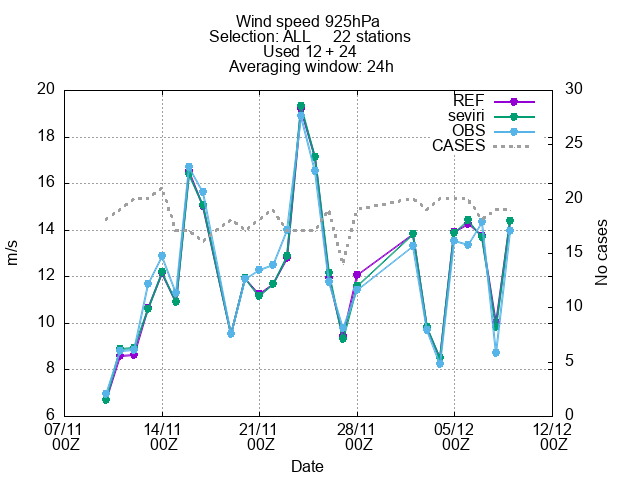 Wind speed 925hPa
Selection: ALL 22 stations
Used 12 + 24
Averaging window: 24h
REF
seviri
OBS
CASES
20
18
16
14
12
10
8
6
m/s
30
25
20
15
10
5
0
No cases
07/11 14/11 21/11 28/11 05/12 12/12
00Z 00Z 00Z 00Z 00Z 00Z
Date